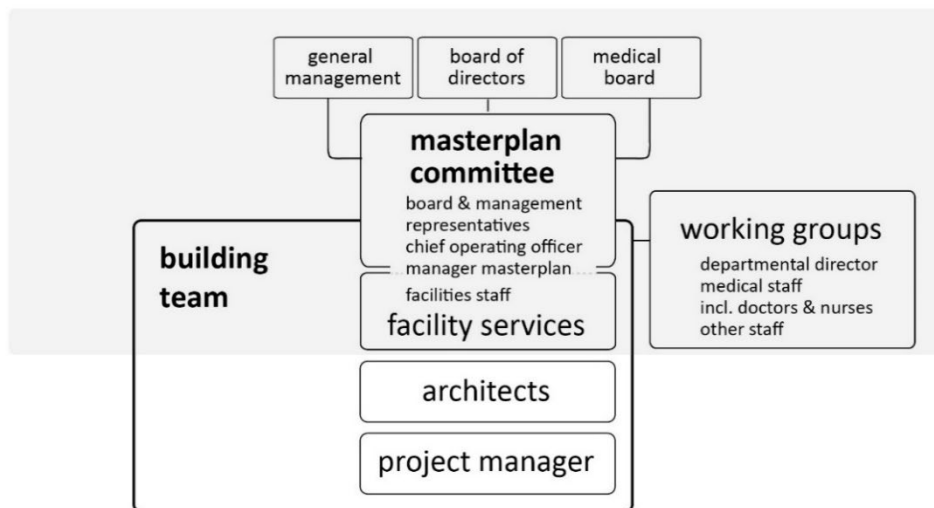 general
management
board of
directors
medical
board
masterplan
committee
board & management
representatives
chief operating officer
manager masterplan
building
team
facilities staff
facility services
working groups
departmental director
medical staff
incl. doctors & nurses
other staff
architects
project manager